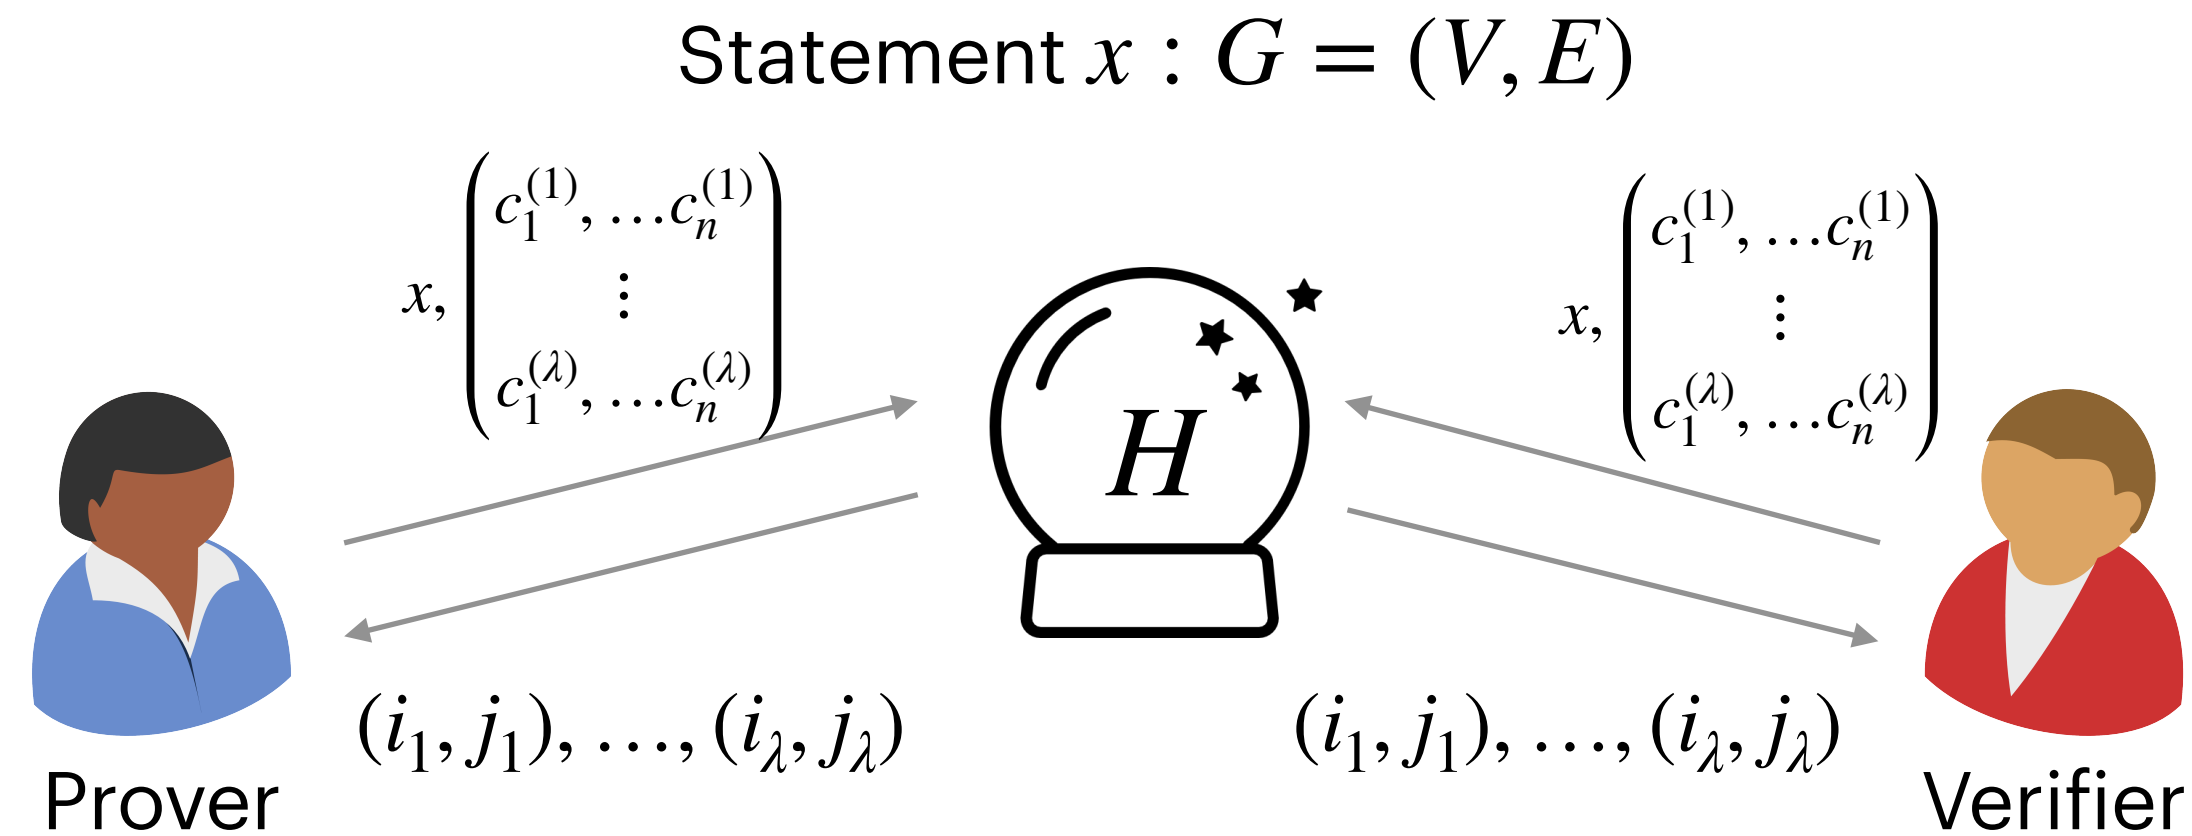 Statement x : G = (V, E)
x, ( c_1^{(1)}, …c_n^{(1)}
⋮
c_1^{(λ)}, …c_n^{(λ)} )
x, ( c_1^{(1)}, …c_n^{(1)}
⋮
c_1^{(λ)}, …c_n^{(λ)} )
H
(i_1, j_1), …, (i_λ, j_λ)
(i_1, j_1), …, (i_λ, j_λ)
Prover
Verifier